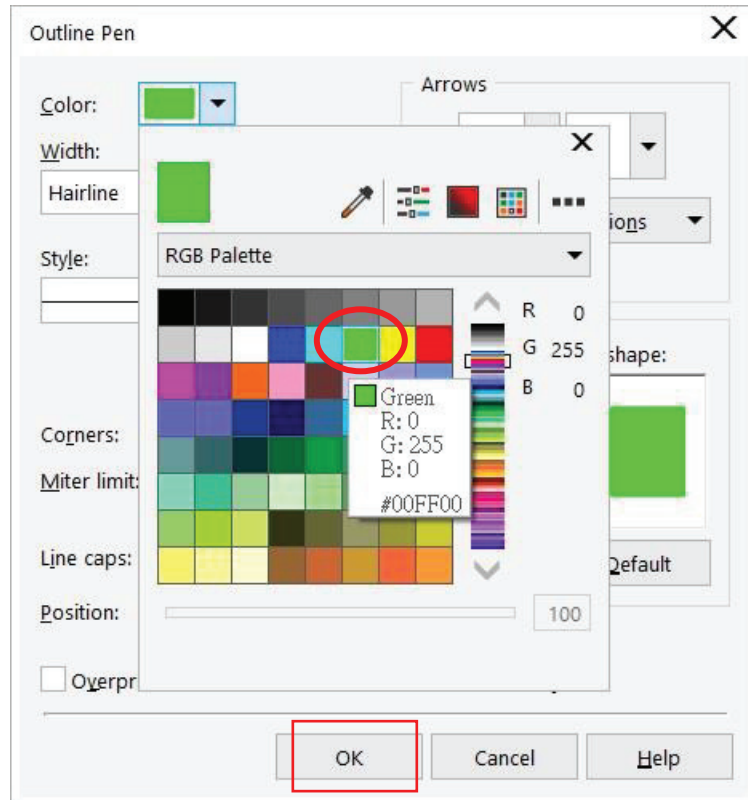 Outline Pen
Color:
Arrows
Width:
Hairline
RGB Palette
ions
Style:
R 0
G 255
B 0
shape:
Green
R: 0
G: 255
B: 0
#00FF00
Corners:
Miter limit:
Line caps:
Default
Position:
100
Overpr
OK
Cancel
Help